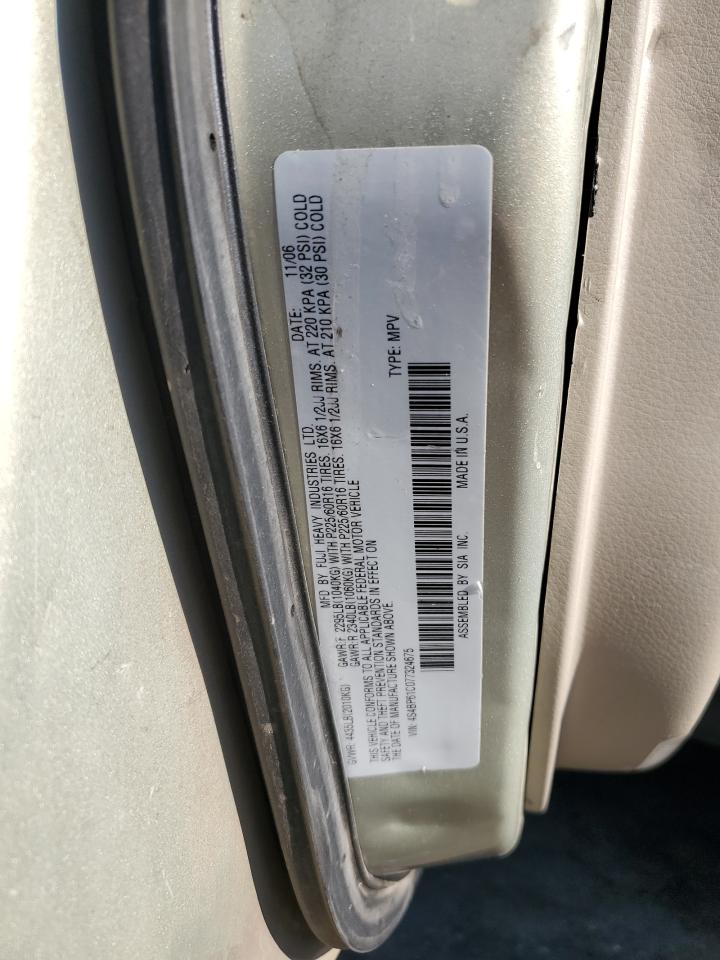 MFD BY FUJI HEAVY INDUSTRIES LTD. DATE: 11/06
GAWR:F 2295LB(1040KG) WITH P225/60R16 TIRES. 16X6 1/2JJ RIMS. AT 220 KPA (32 PSI) COLD
GVWR: 4435LB(2010KG) GAWR:R 2340LB(1060KG) WITH P225/60R16 TIRES. 16X6 1/2JJ RIMS. AT 210 KPA (30 PSI) COLD
THIS VEHICLE CONFORMS TO ALL APPLICABLE FEDERAL MOTOR VEHICLE
SAFETY AND THEFT PREVENTION STANDARDS IN EFFECT ON
THE DATE OF MANUFACTURE SHOWN ABOVE.
VIN: 4S4BP61C077324675 TYPE: MPV
ASSEMBLED BY SIA INC. MADE IN U.S.A.